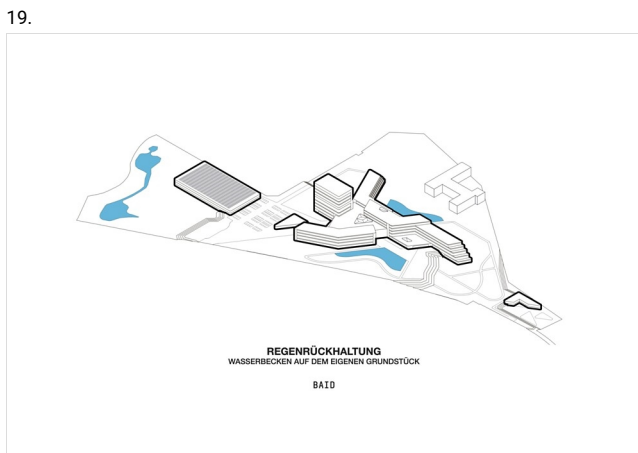 19.
REGENRÜCKHALTUNG
WASSERBECKEN AUF DEM EIGENEN GRUNDSTÜCK
BAID